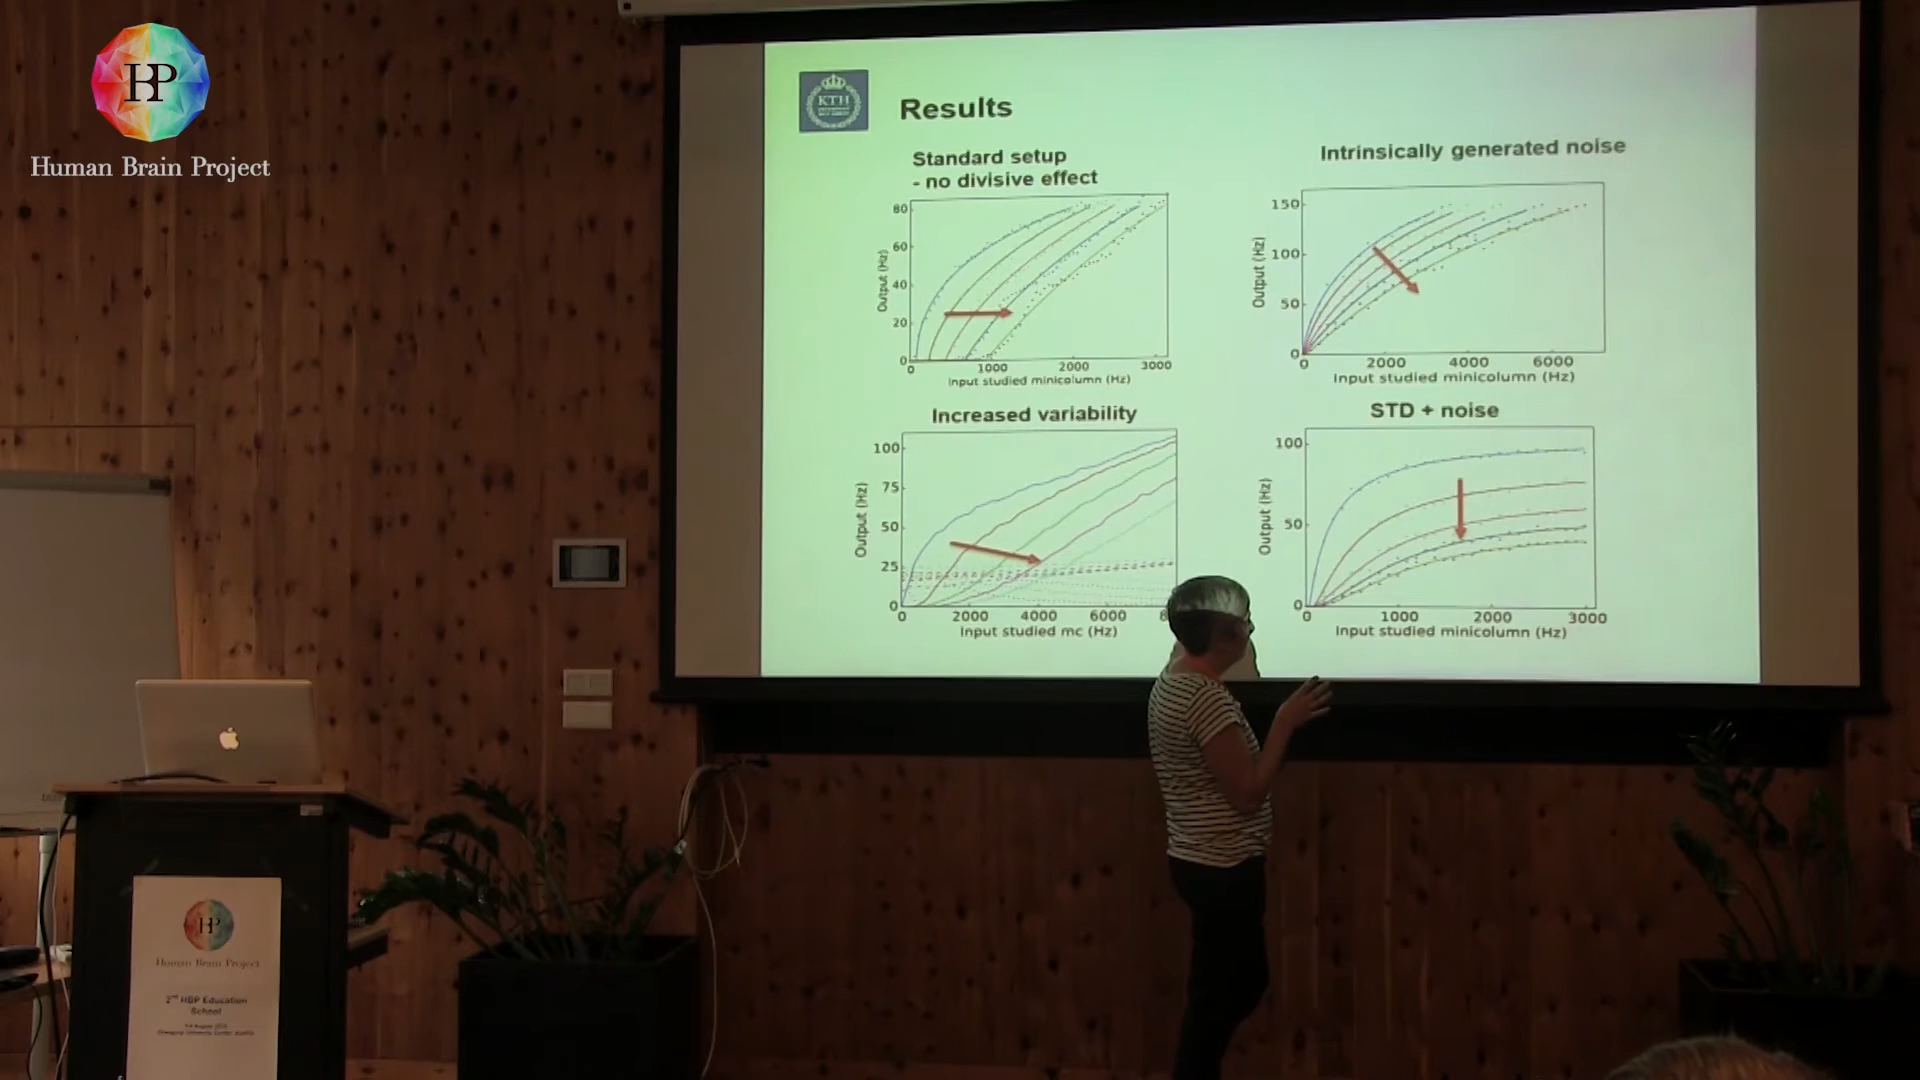 HBP
Human Brain Project
KTH
Results
Standard setup
- no divisive effect
80
60
40
20
0
Output (Hz)
0 1000 2000 3000
Input studied minicolumn (Hz)
Intrinsically generated noise
150
100
50
0
Output (Hz)
0 2000 4000 6000
Input studied minicolumn (Hz)
Increased variability
100
75
50
25
0
Output (Hz)
0 2000 4000 6000
Input studied mc (Hz)
STD + noise
100
50
0
Output (Hz)
0 1000 2000 3000
Input studied minicolumn (Hz)
HBP
Human Brain Project
2nd HBP Education
School